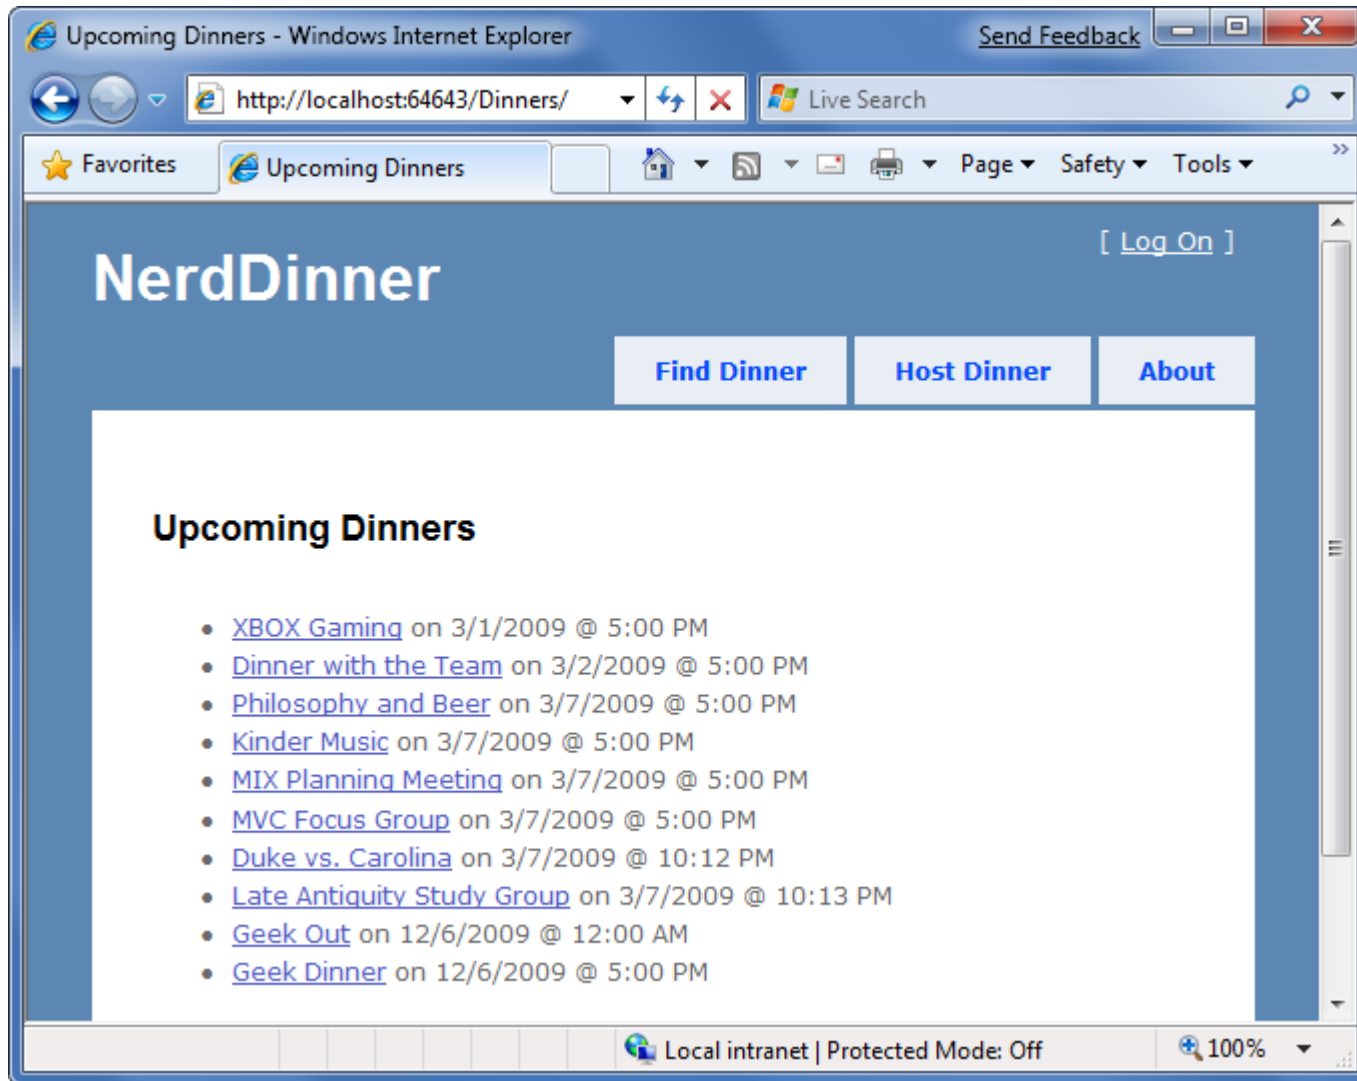 Upcoming Dinners - Windows Internet Explorer Send Feedback
http://localhost:64643/Dinners/ Live Search
Favorites Upcoming Dinners Page Safety Tools »
[ Log On ]
NerdDinner
Find Dinner Host Dinner About
Upcoming Dinners
• XBOX Gaming on 3/1/2009 @ 5:00 PM
• Dinner with the Team on 3/2/2009 @ 5:00 PM
• Philosophy and Beer on 3/7/2009 @ 5:00 PM
• Kinder Music on 3/7/2009 @ 5:00 PM
• MIX Planning Meeting on 3/7/2009 @ 5:00 PM
• MVC Focus Group on 3/7/2009 @ 5:00 PM
• Duke vs. Carolina on 3/7/2009 @ 10:12 PM
• Late Antiquity Study Group on 3/7/2009 @ 10:13 PM
• Geek Out on 12/6/2009 @ 12:00 AM
• Geek Dinner on 12/6/2009 @ 5:00 PM
Local intranet | Protected Mode: Off 100%